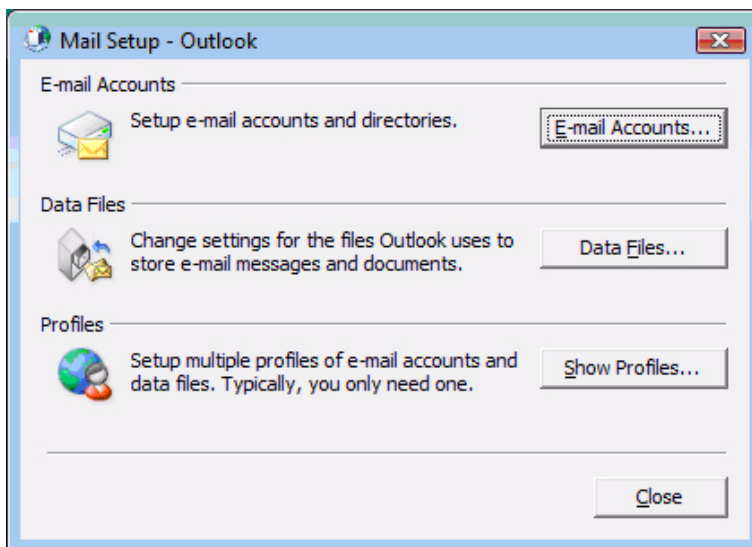 Mail Setup - Outlook
E-mail Accounts
Setup e-mail accounts and directories.
E-mail Accounts...
Data Files
Change settings for the files Outlook uses to
store e-mail messages and documents.
Data Files...
Profiles
Setup multiple profiles of e-mail accounts and
data files. Typically, you only need one.
Show Profiles...
Close